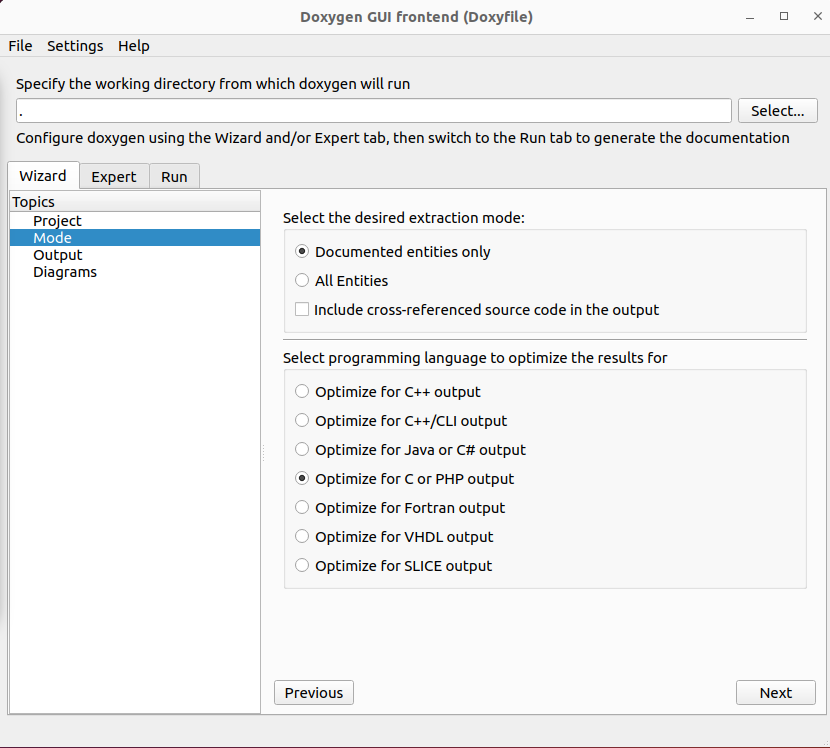 Doxygen GUI frontend (Doxyfile)
File Settings Help
Specify the working directory from which doxygen will run
. Select...
Configure doxygen using the Wizard and/or Expert tab, then switch to the Run tab to generate the documentation
Wizard Expert Run
Topics
Project
Mode
Output
Diagrams
Select the desired extraction mode:
Documented entities only
All Entities
Include cross-referenced source code in the output
Select programming language to optimize the results for
Optimize for C++ output
Optimize for C++/CLI output
Optimize for Java or C# output
Optimize for C or PHP output
Optimize for Fortran output
Optimize for VHDL output
Optimize for SLICE output
Previous Next